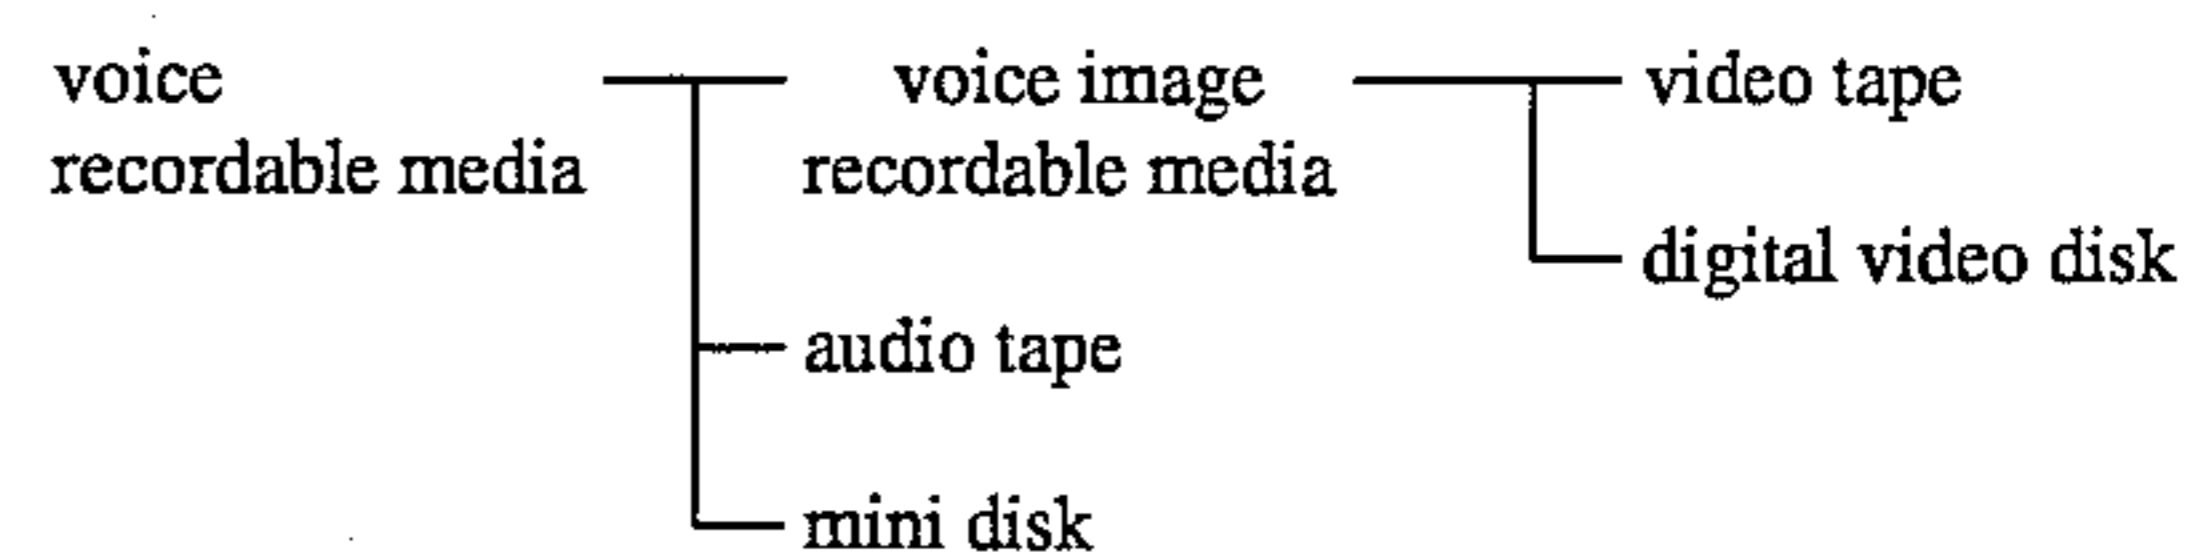 voice voice image video tape
recordable media recordable media
digital video disk
audio tape
mini disk